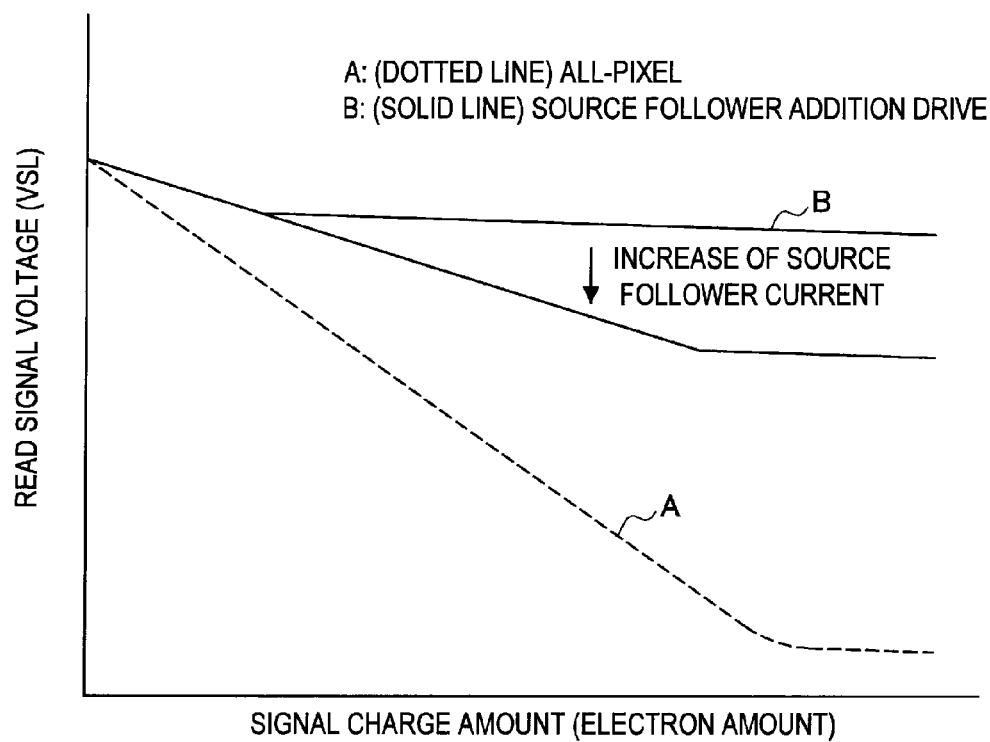 A: (DOTTED LINE) ALL-PIXEL
B: (SOLID LINE) SOURCE FOLLOWER ADDITION DRIVE
READ SIGNAL VOLTAGE (VSL)
B
INCREASE OF SOURCE
FOLLOWER CURRENT
A
SIGNAL CHARGE AMOUNT (ELECTRON AMOUNT)